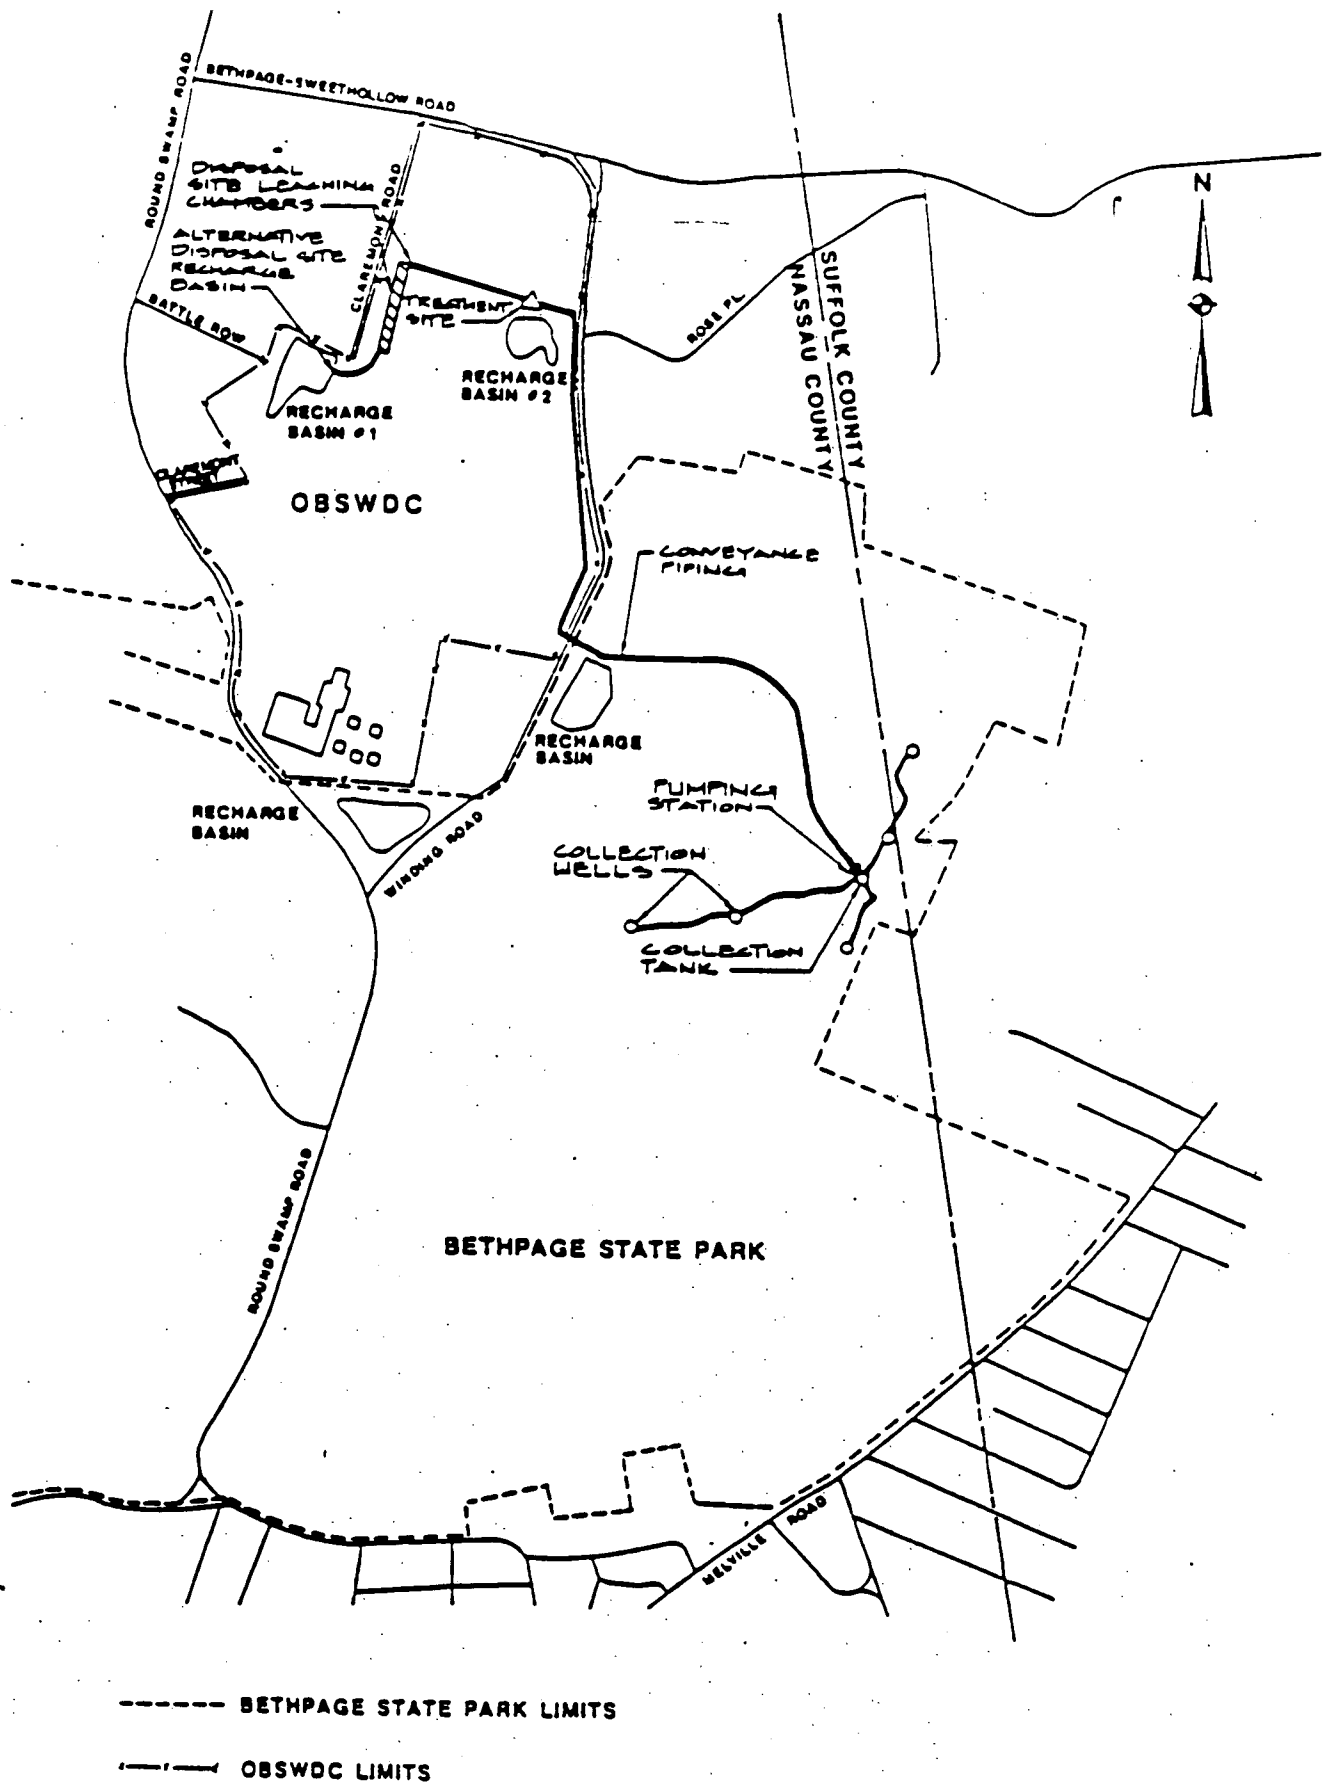 BETHPAGE-SWEETHOLLOW ROAD
ROUND SWAMP ROAD
DISPOSAL
SITE LEACHING
CHAMBERS
CLAREMONT ROAD
N
ALTERNATIVE
DISPOSAL SITE
RECHARGE
BASIN
BATTLE ROW
TREATMENT
SITE
ROSE PL.
SUFFOLK COUNTY
NASSAU COUNTY
RECHARGE
BASIN #2
RECHARGE
BASIN #1
CLAREMONT
STREET
OBSWDC
CONVEYANCE
PIPING
RECHARGE
BASIN
PUMPING
STATION
RECHARGE
BASIN
WINDING ROAD
COLLECTION
WELLS
COLLECTION
TANK
ROUND SWAMP ROAD
BETHPAGE STATE PARK
MELVILLE ROAD
BETHPAGE STATE PARK LIMITS
OBSWDC LIMITS